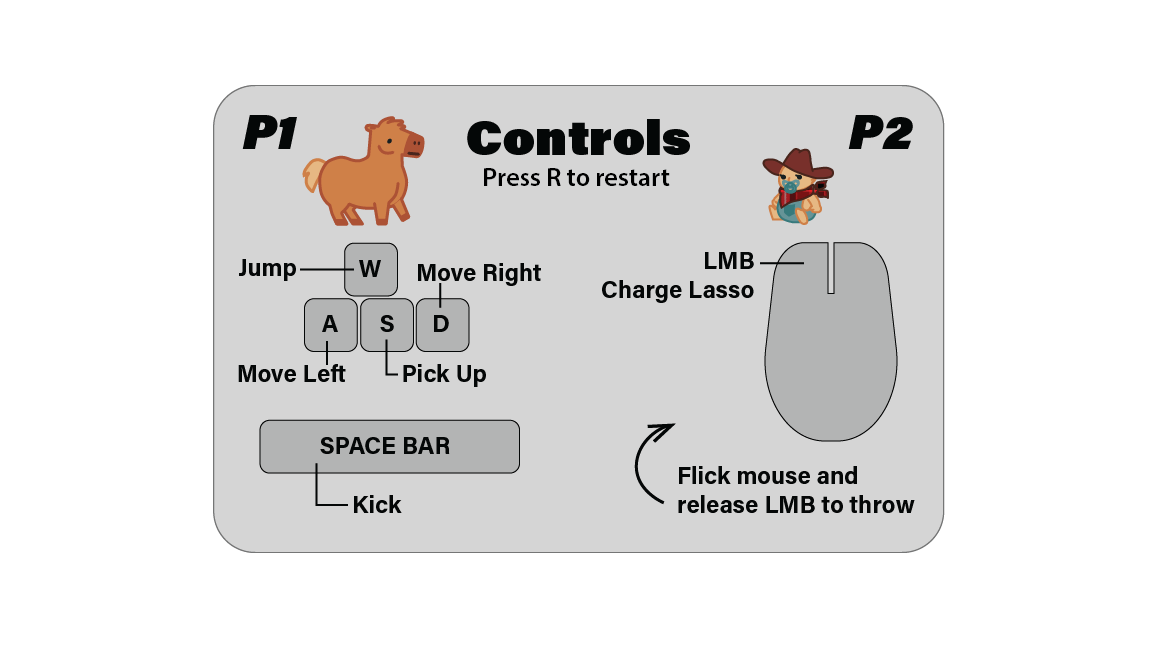 P1
Controls
P2
Press R to restart
Jump
W
Move Right
A
S
D
Move Left
Pick Up
SPACE BAR
Kick
LMB
Charge Lasso
Flick mouse and
release LMB to throw